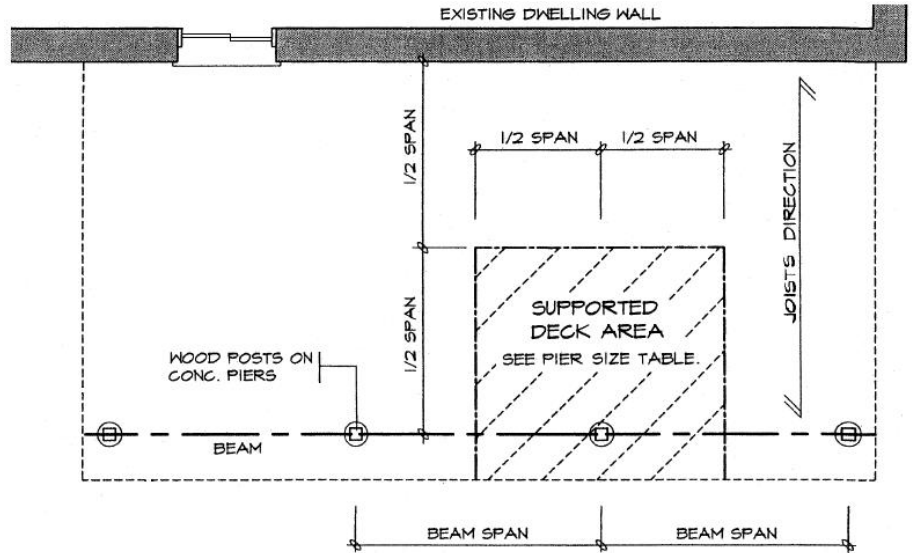 EXISTING DWELLING WALL
1/2 SPAN
1/2 SPAN
1/2 SPAN
JOISTS DIRECTION
SUPPORTED
DECK AREA
SEE PIER SIZE TABLE.
1/2 SPAN
WOOD POSTS ON
CONC. PIERS
BEAM
BEAM SPAN
BEAM SPAN